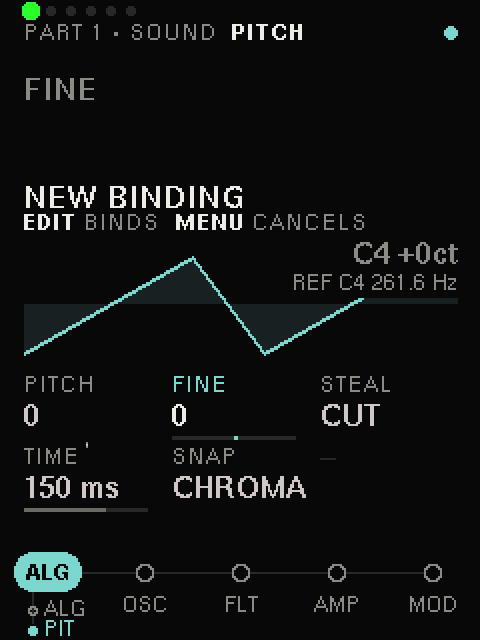 PART 1 · SOUND PITCH
FINE
NEW BINDING
EDIT BINDS MENU CANCELS
C4 +0ct
REF C4 261.6 Hz
PITCH FINE STEAL
0 0 CUT
TIME ' SNAP —
150 ms CHROMA
ALG
OSC FLT AMP MOD
ALG
PIT